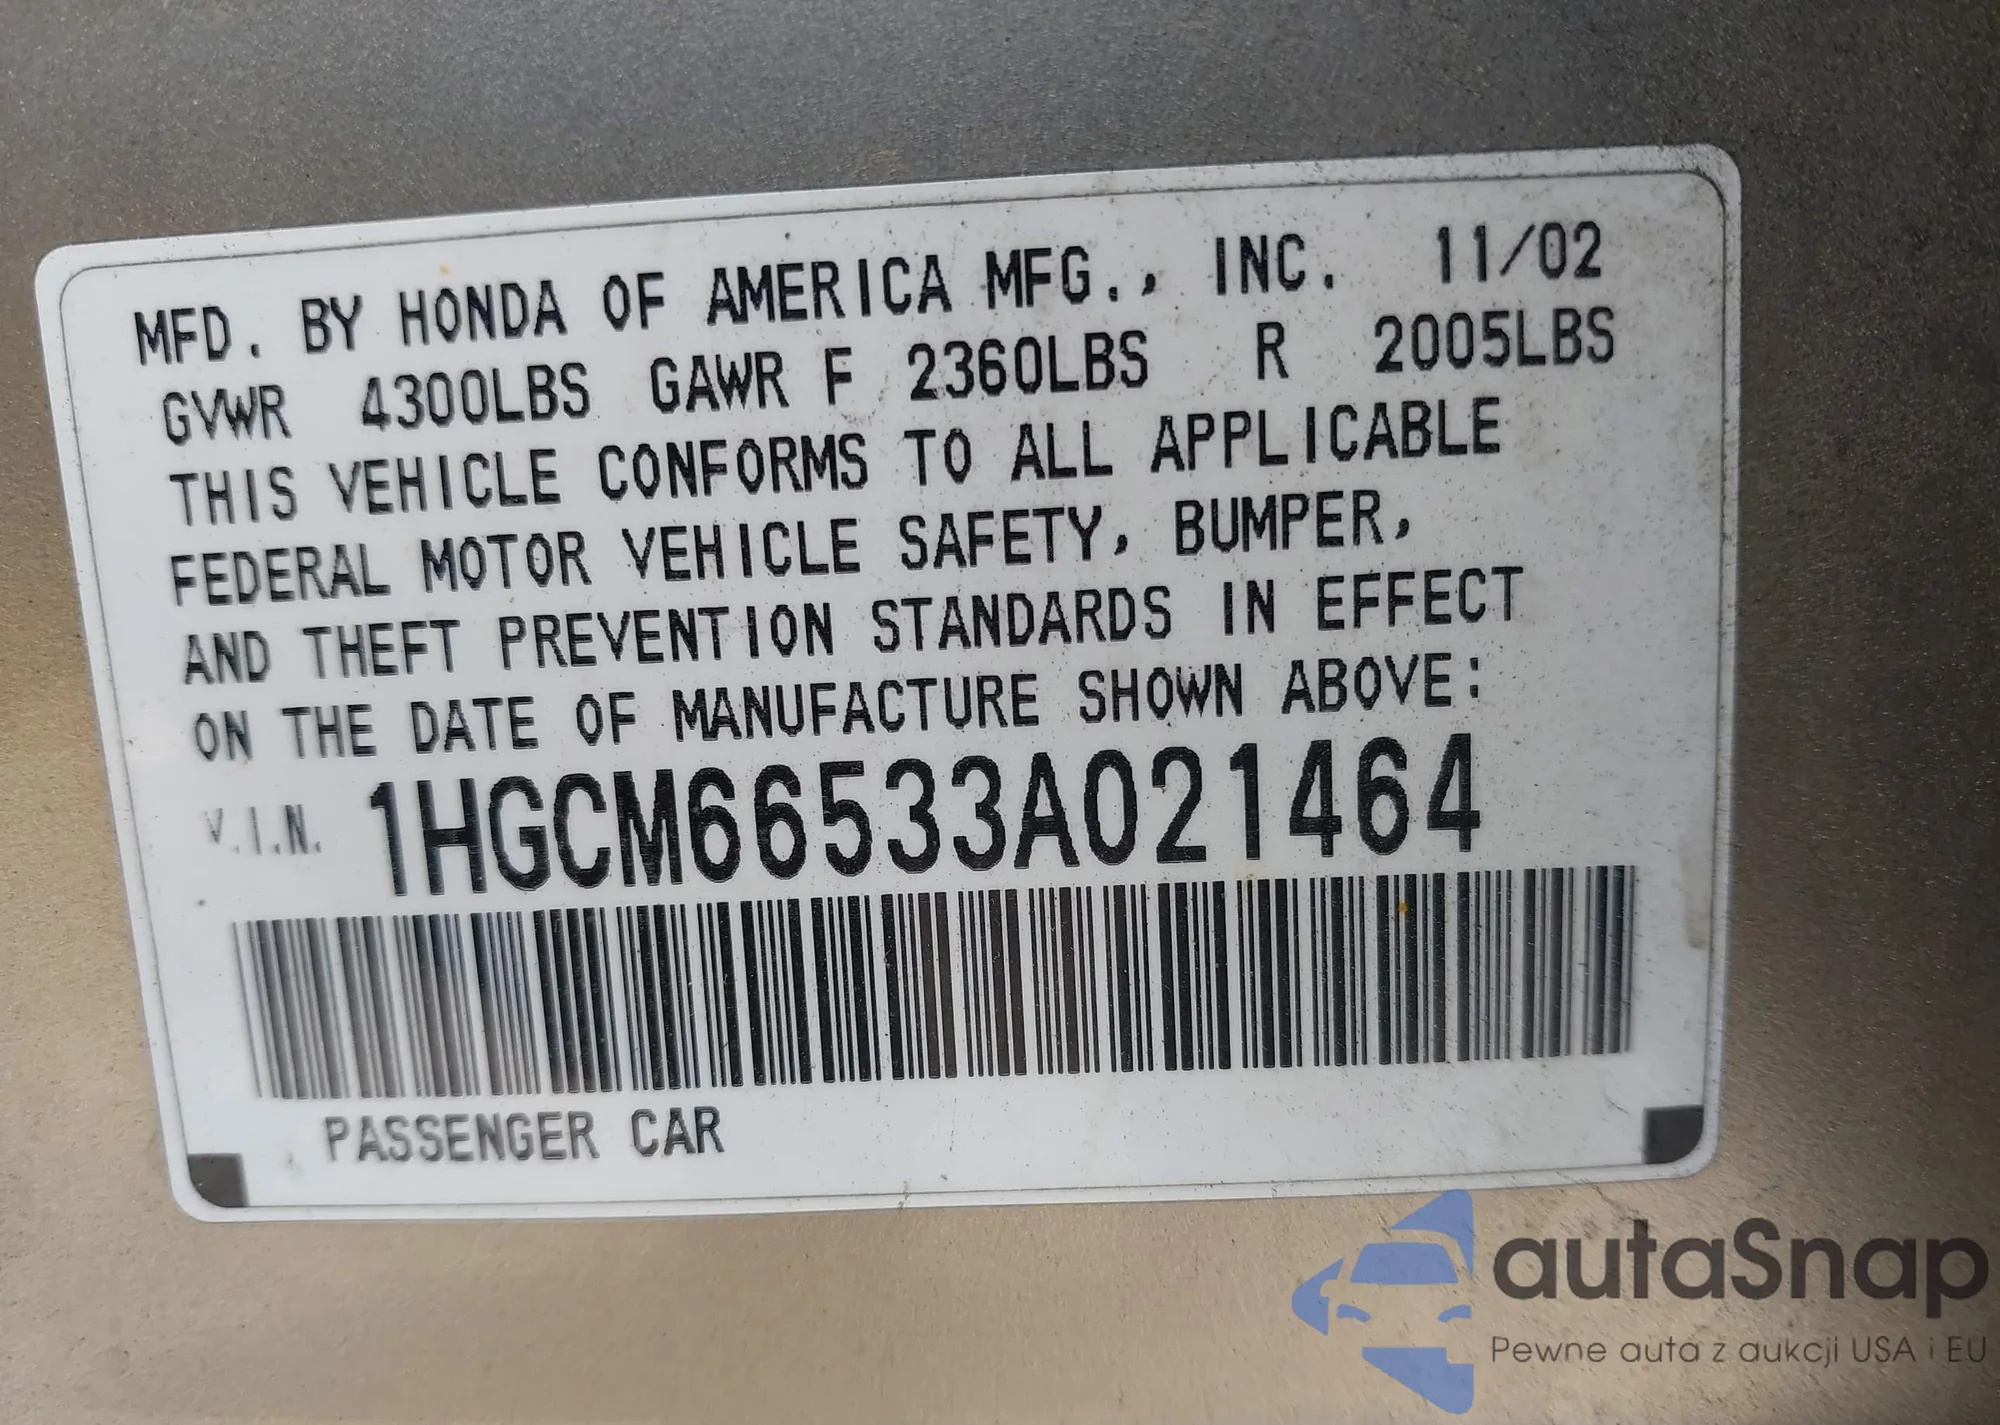 MFD. BY HONDA OF AMERICA MFG., INC. 11/02
GVWR 4300LBS GAWR F 2360LBS R 2005LBS
THIS VEHICLE CONFORMS TO ALL APPLICABLE
FEDERAL MOTOR VEHICLE SAFETY, BUMPER,
AND THEFT PREVENTION STANDARDS IN EFFECT
ON THE DATE OF MANUFACTURE SHOWN ABOVE:
V.I.N. 1HGCM66533A021464
PASSENGER CAR
autaSnap
Pewne auta z aukcji USA i EU